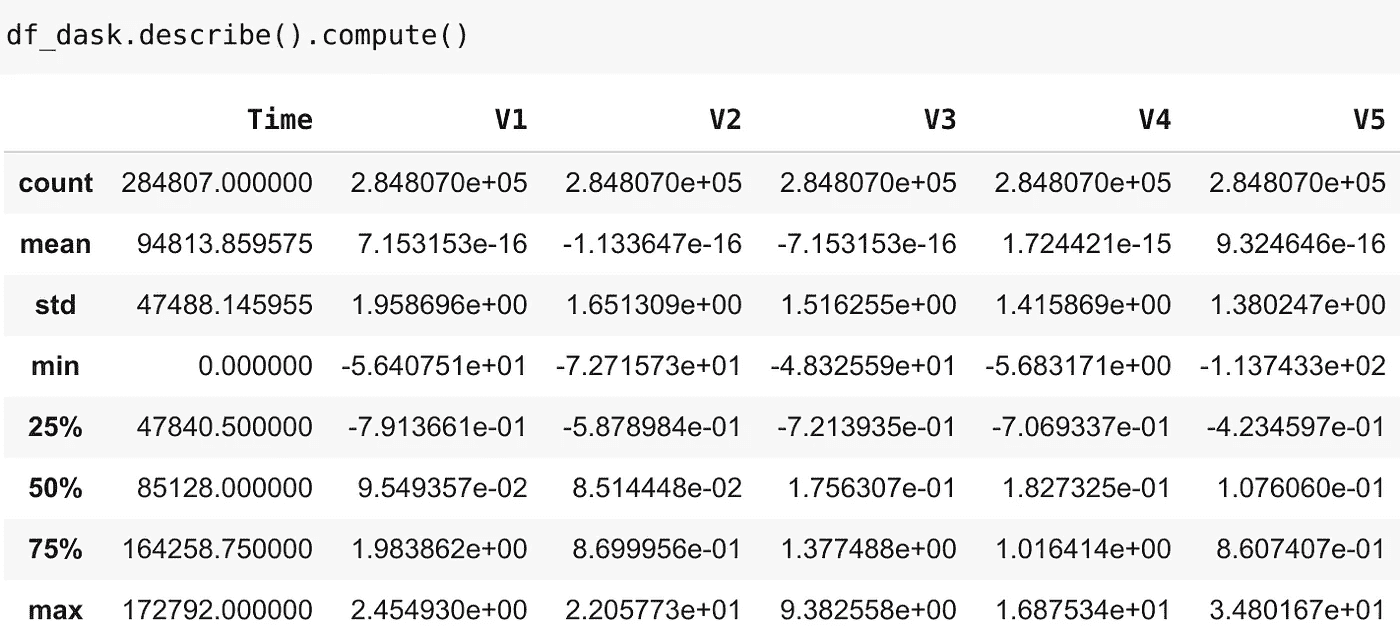 df_dask.describe().compute()
Time V1 V2 V3 V4 V5
count 284807.000000 2.848070e+05 2.848070e+05 2.848070e+05 2.848070e+05 2.848070e+05
mean 94813.859575 7.153153e-16 -1.133647e-16 -7.153153e-16 1.724421e-15 9.324646e-16
std 47488.145955 1.958696e+00 1.651309e+00 1.516255e+00 1.415869e+00 1.380247e+00
min 0.000000 -5.640751e+01 -7.271573e+01 -4.832559e+01 -5.683171e+00 -1.137433e+02
25% 47840.500000 -7.913661e-01 -5.878984e-01 -7.213935e-01 -7.069337e-01 -4.234597e-01
50% 85128.000000 9.549357e-02 8.514448e-02 1.756307e-01 1.827325e-01 1.076060e-01
75% 164258.750000 1.983862e+00 8.699956e-01 1.377488e+00 1.016414e+00 8.607407e-01
max 172792.000000 2.454930e+00 2.205773e+01 9.382558e+00 1.687534e+01 3.480167e+01